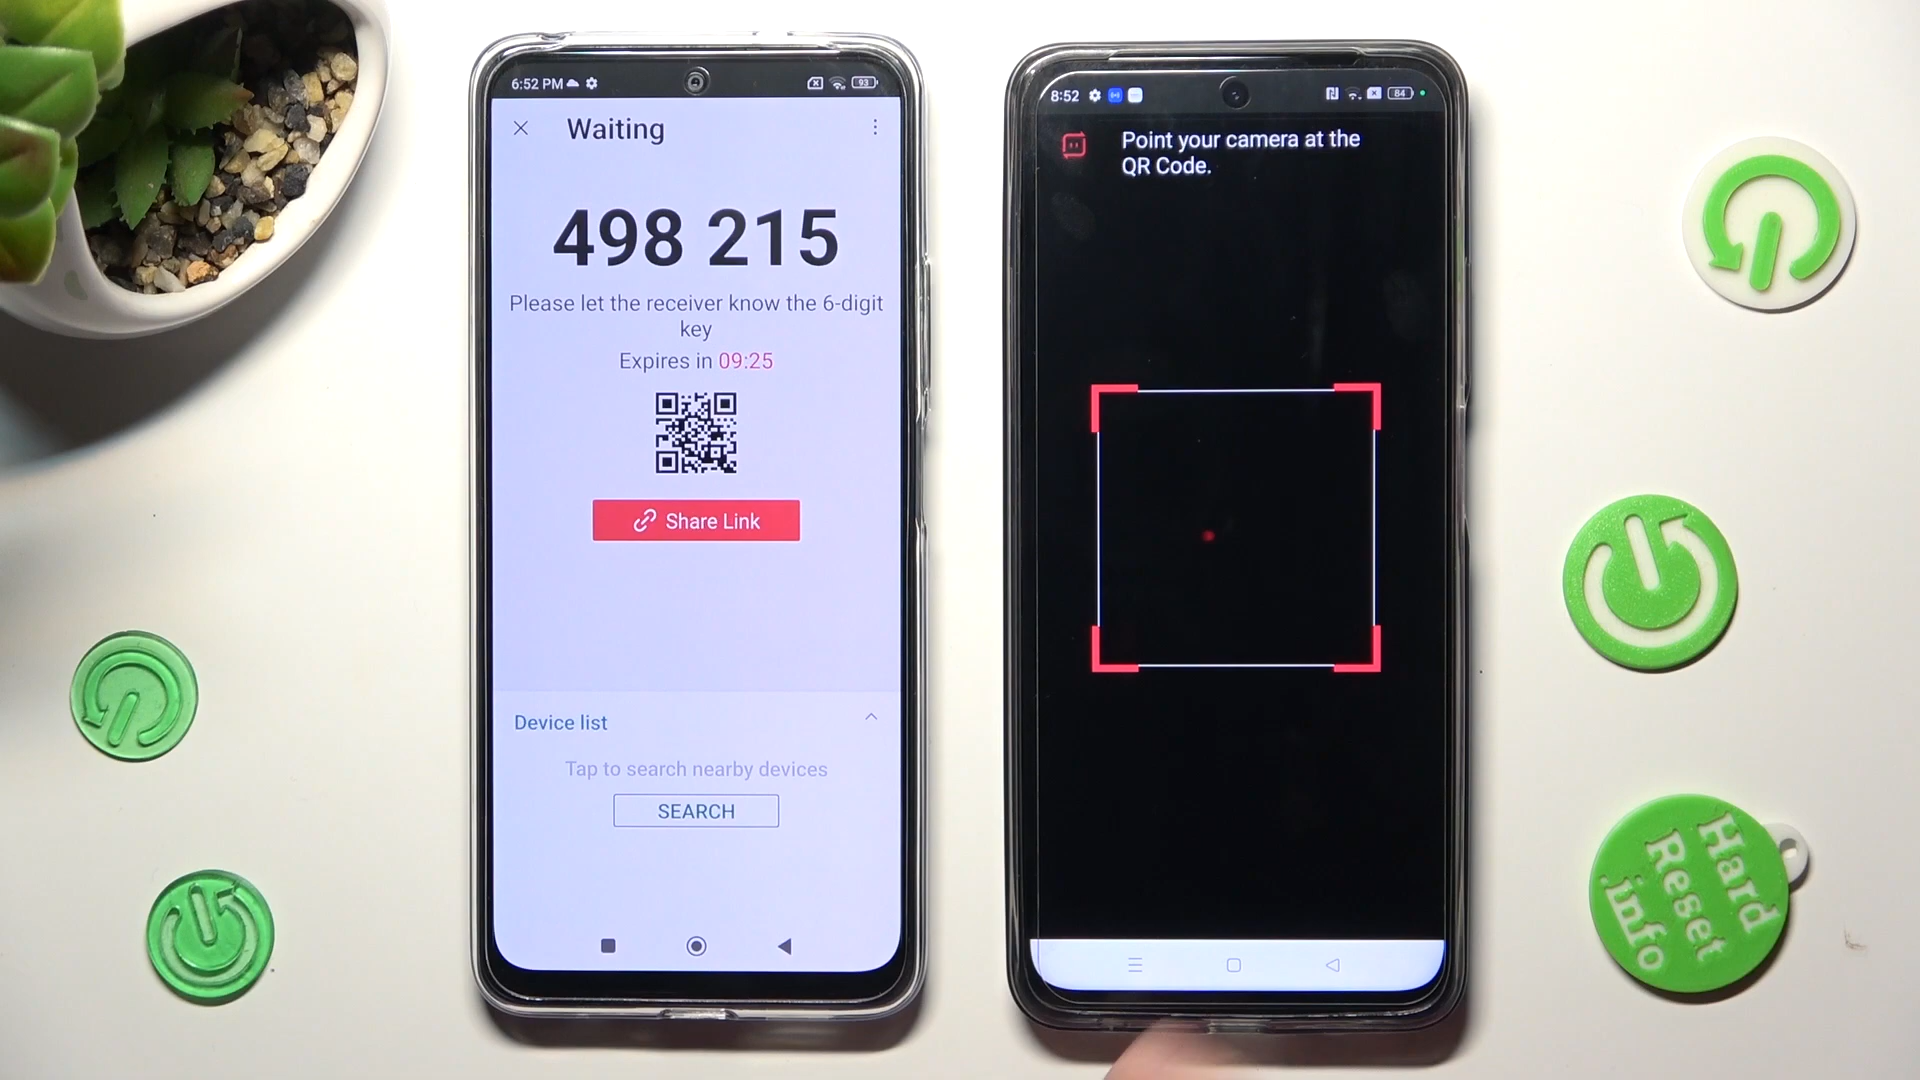 6:52 PM
93
Waiting
498 215
Please let the receiver know the 6-digit
key
Expires in 09:25
Share Link
Device list
Tap to search nearby devices
SEARCH
8:52
84
Point your camera at the
QR Code.
Hard
Reset
.info